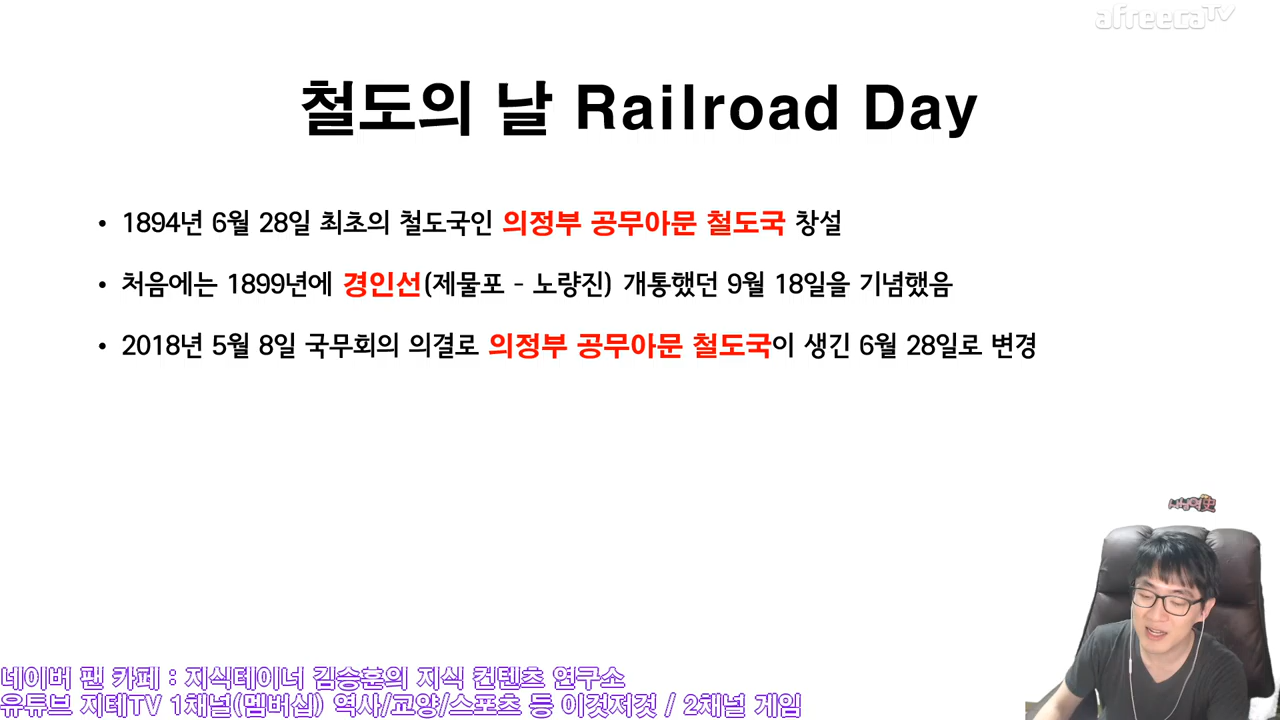 afreecaTV
철도의 날 Railroad Day
• 1894년 6월 28일 최초의 철도국인 의정부 공무아문 철도국 창설
• 처음에는 1899년에 경인선(제물포 - 노량진) 개통했던 9월 18일을 기념했음
• 2018년 5월 8일 국무회의 의결로 의정부 공무아문 철도국이 생긴 6월 28일로 변경
네이버 팬 카페 : 지식테이너 김승훈의 지식 컨텐츠 연구소
유튜브 지테TV 1채널(멤버십) 역사/교양/스포츠 등 이것저것 / 2채널 게임